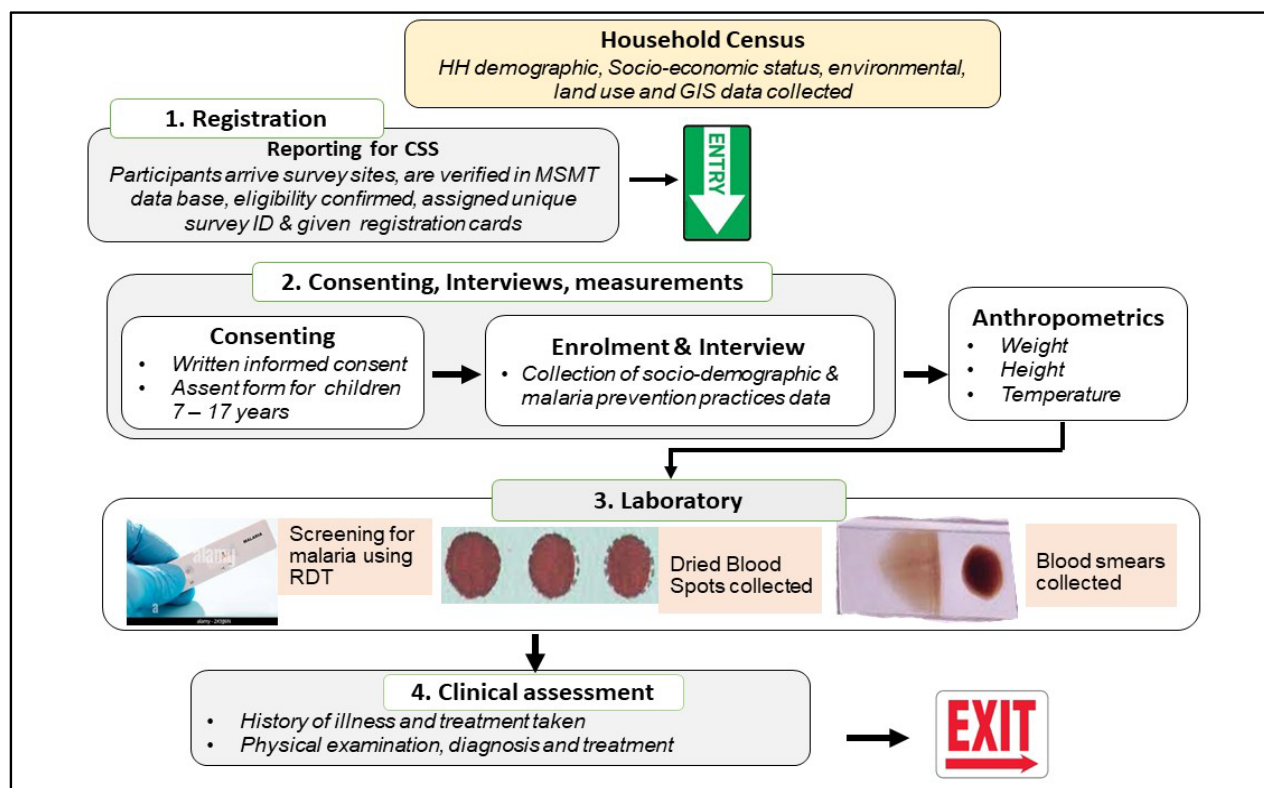 Household Census
HH demographic, Socio-economic status, environmental,
land use and GIS data collected
1. Registration
Reporting for CSS
Participants arrive survey sites, are verified in MSMT
data base, eligibility confirmed, assigned unique
survey ID & given registration cards
ENTRY
2. Consenting, Interviews, measurements
Consenting
• Written informed consent
• Assent form for children
7 – 17 years
Enrolment & Interview
• Collection of socio-demographic &
malaria prevention practices data
Anthropometrics
• Weight
• Height
• Temperature
3. Laboratory
MALARIA
alamy
a
Screening for
malaria using
RDT
Dried Blood
Spots collected
Blood smears
collected
4. Clinical assessment
• History of illness and treatment taken
• Physical examination, diagnosis and treatment
EXIT